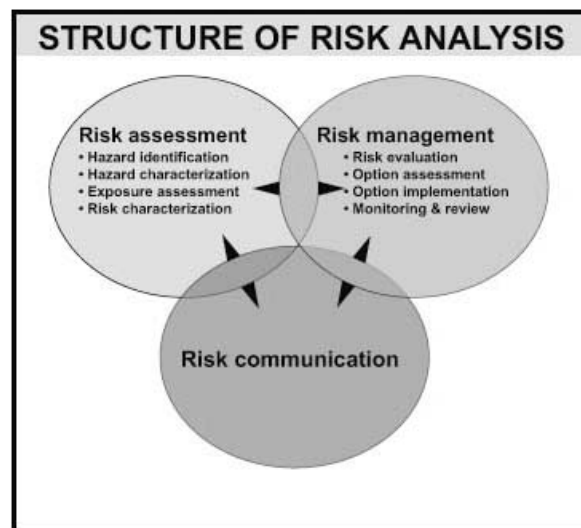 STRUCTURE OF RISK ANALYSIS
Risk assessment
• Hazard identification
• Hazard characterization
• Exposure assessment
• Risk characterization
Risk management
• Risk evaluation
• Option assessment
• Option implementation
• Monitoring & review
Risk communication